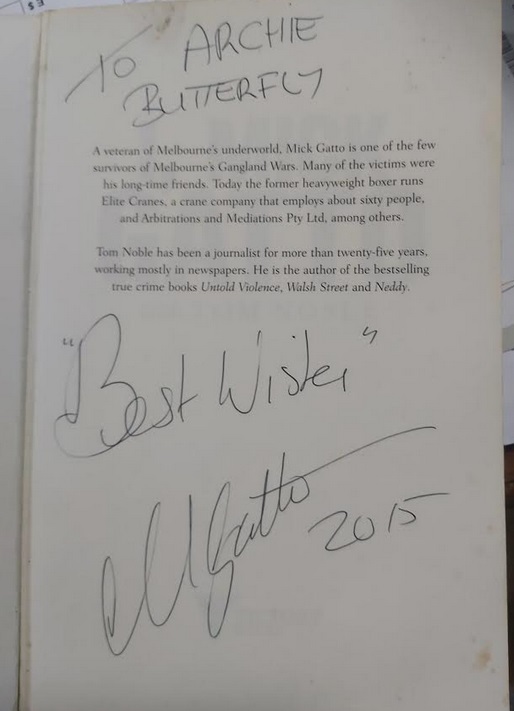 To ARCHIE
BUTTERFLY
A veteran of Melbourne's underworld, Mick Gatto is one of the few
survivors of Melbourne's Gangland Wars. Many of the victims were
his long-time friends. Today the former heavyweight boxer runs
Elite Cranes, a crane company that employs about sixty people,
and Arbitrations and Mediations Pty Ltd, among others.
Tom Noble has been a journalist for more than twenty-five years,
working mostly in newspapers. He is the author of the bestselling
true crime books Untold Violence, Walsh Street and Neddy.
"Best Wishes"
M Gatto
2015